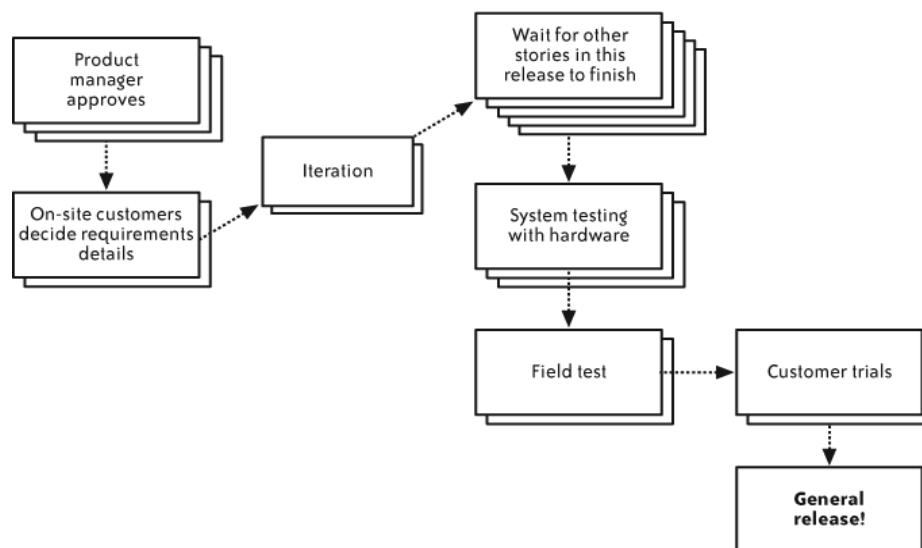 Product
manager
approves
On-site customers
decide requirements
details
Iteration
Wait for other
stories in this
release to finish
System testing
with hardware
Field test
Customer trials
General
release!